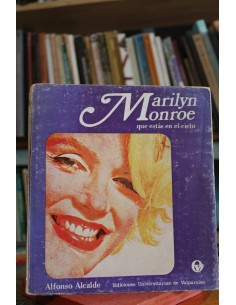 Marilyn
Monroe
que estás en el cielo
Alfonso Alcalde
Ediciones Universitarias de Valparaíso